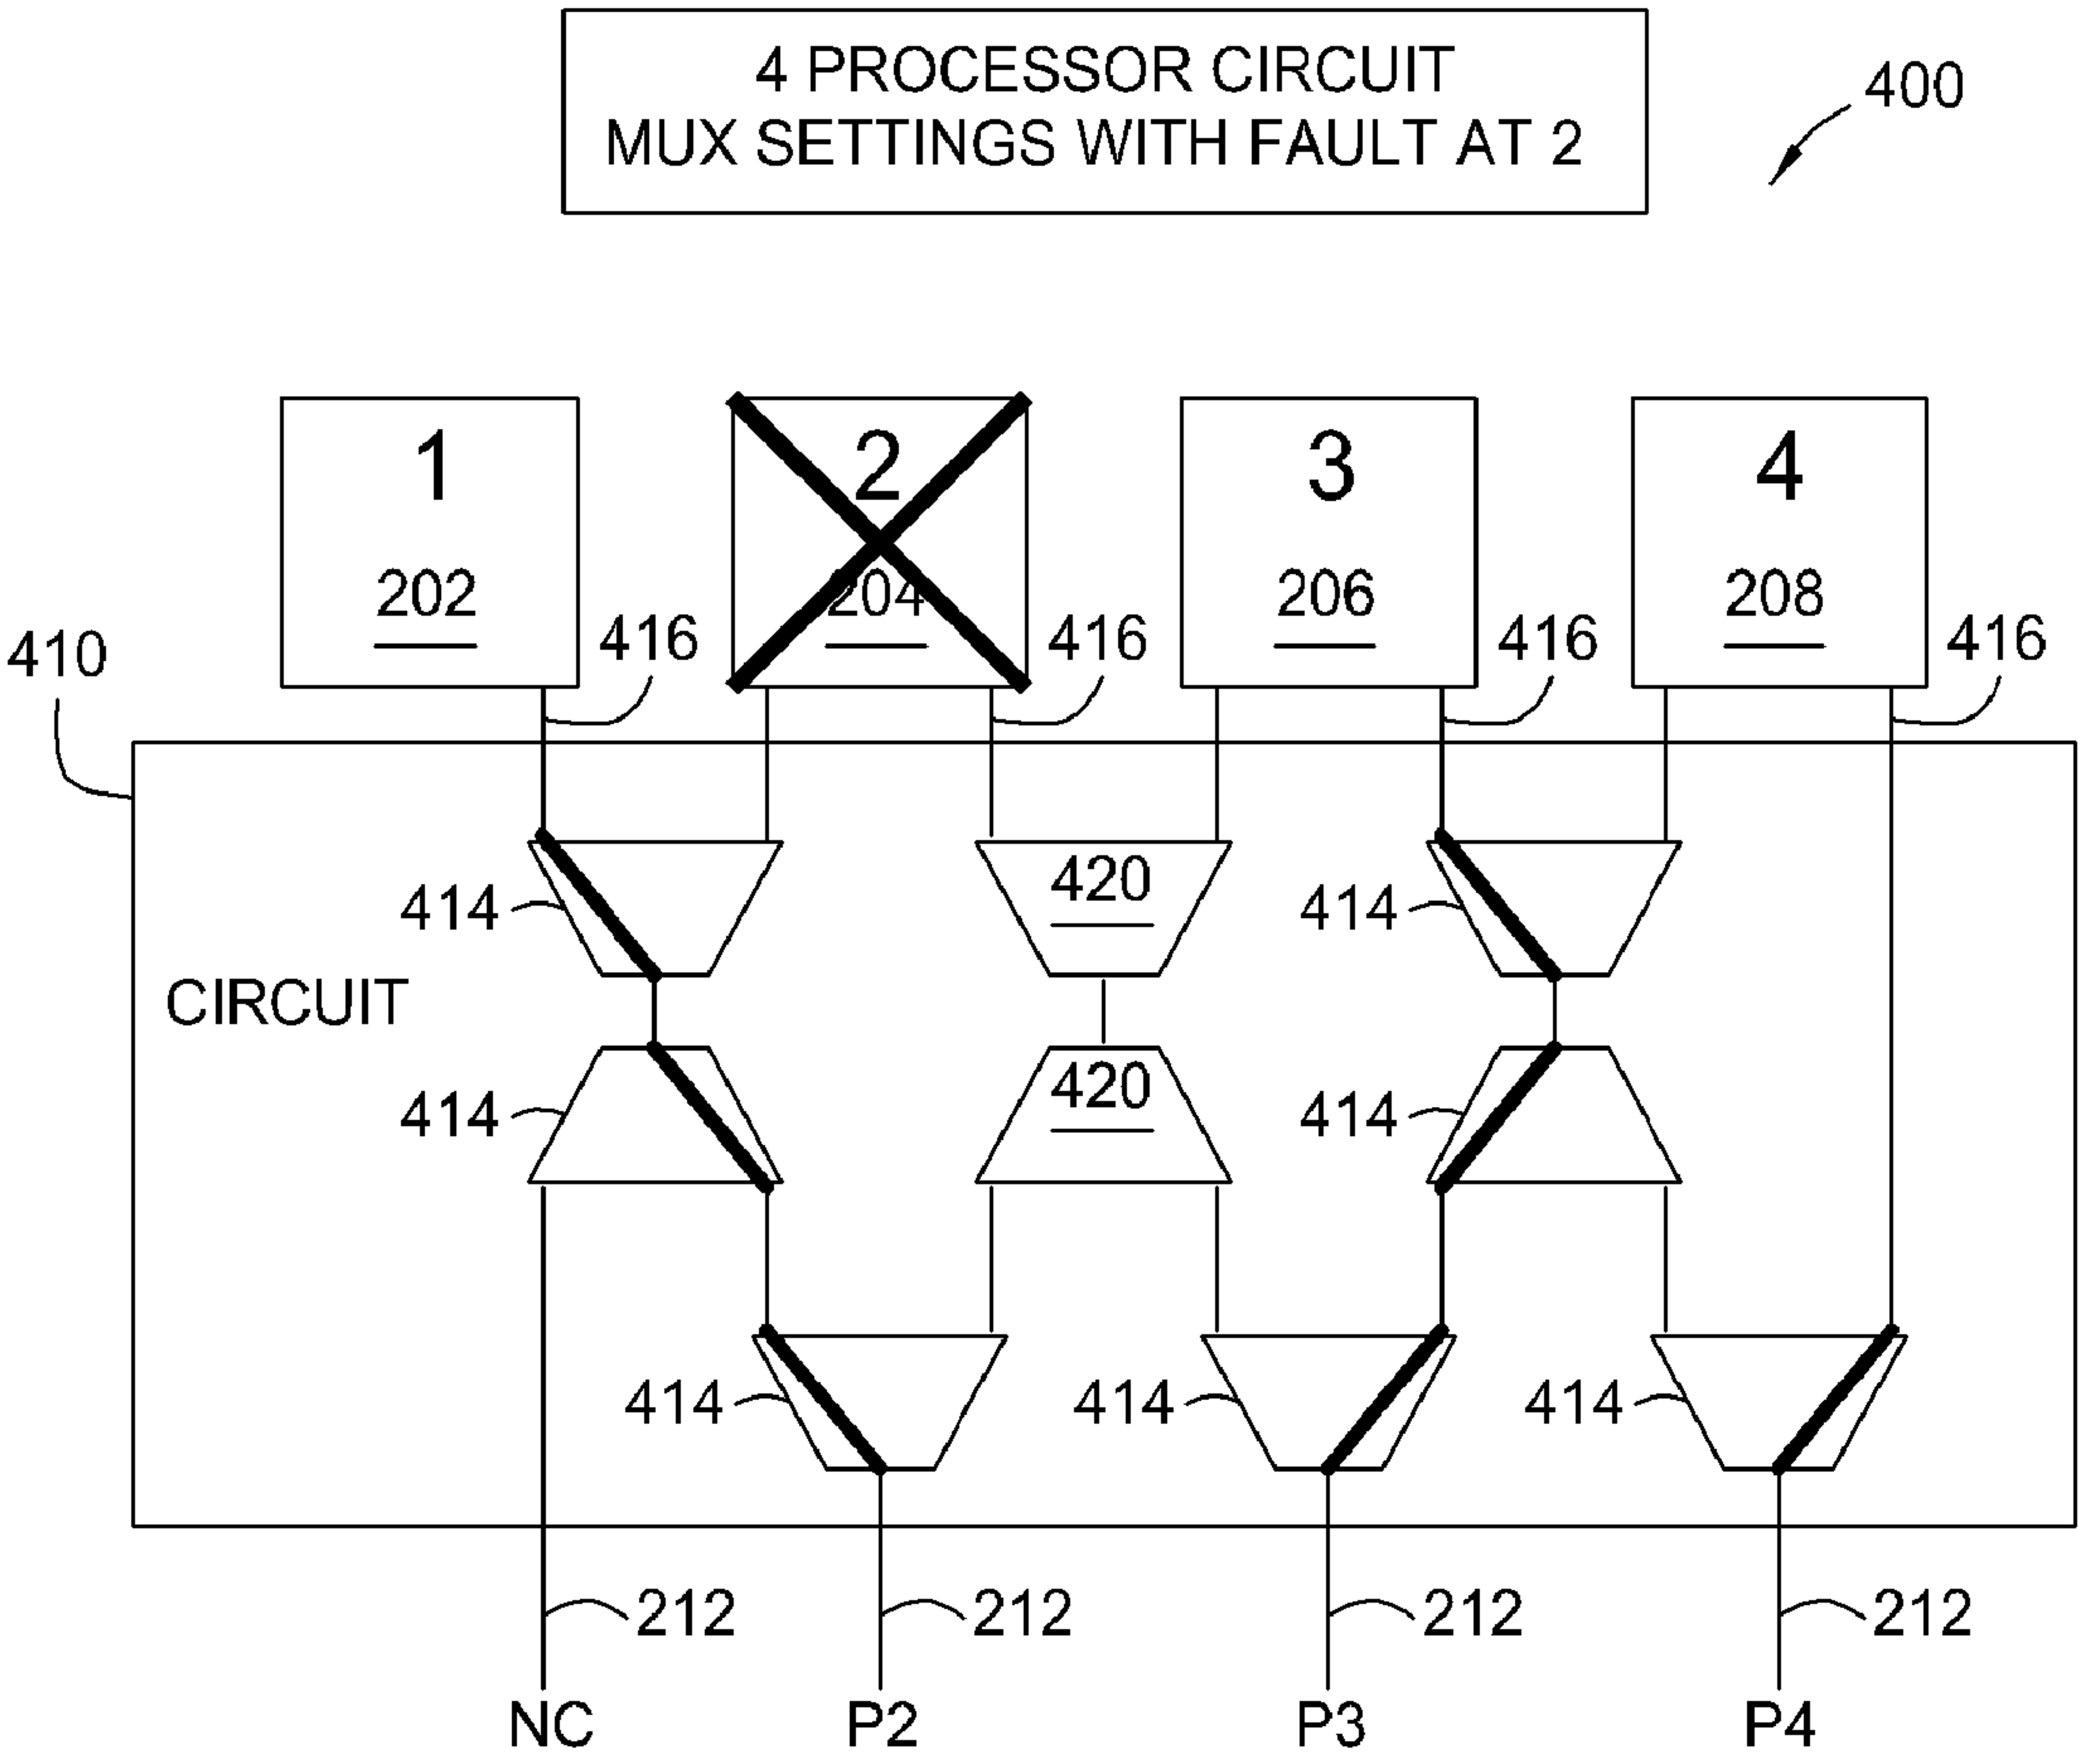 4 PROCESSOR CIRCUIT
MUX SETTINGS WITH FAULT AT 2
400
1 2 3 4
202 204 206 208
410 416 416 416 416
414 420 414
CIRCUIT
414 420 414
414 414 414
212 212 212 212
NC P2 P3 P4